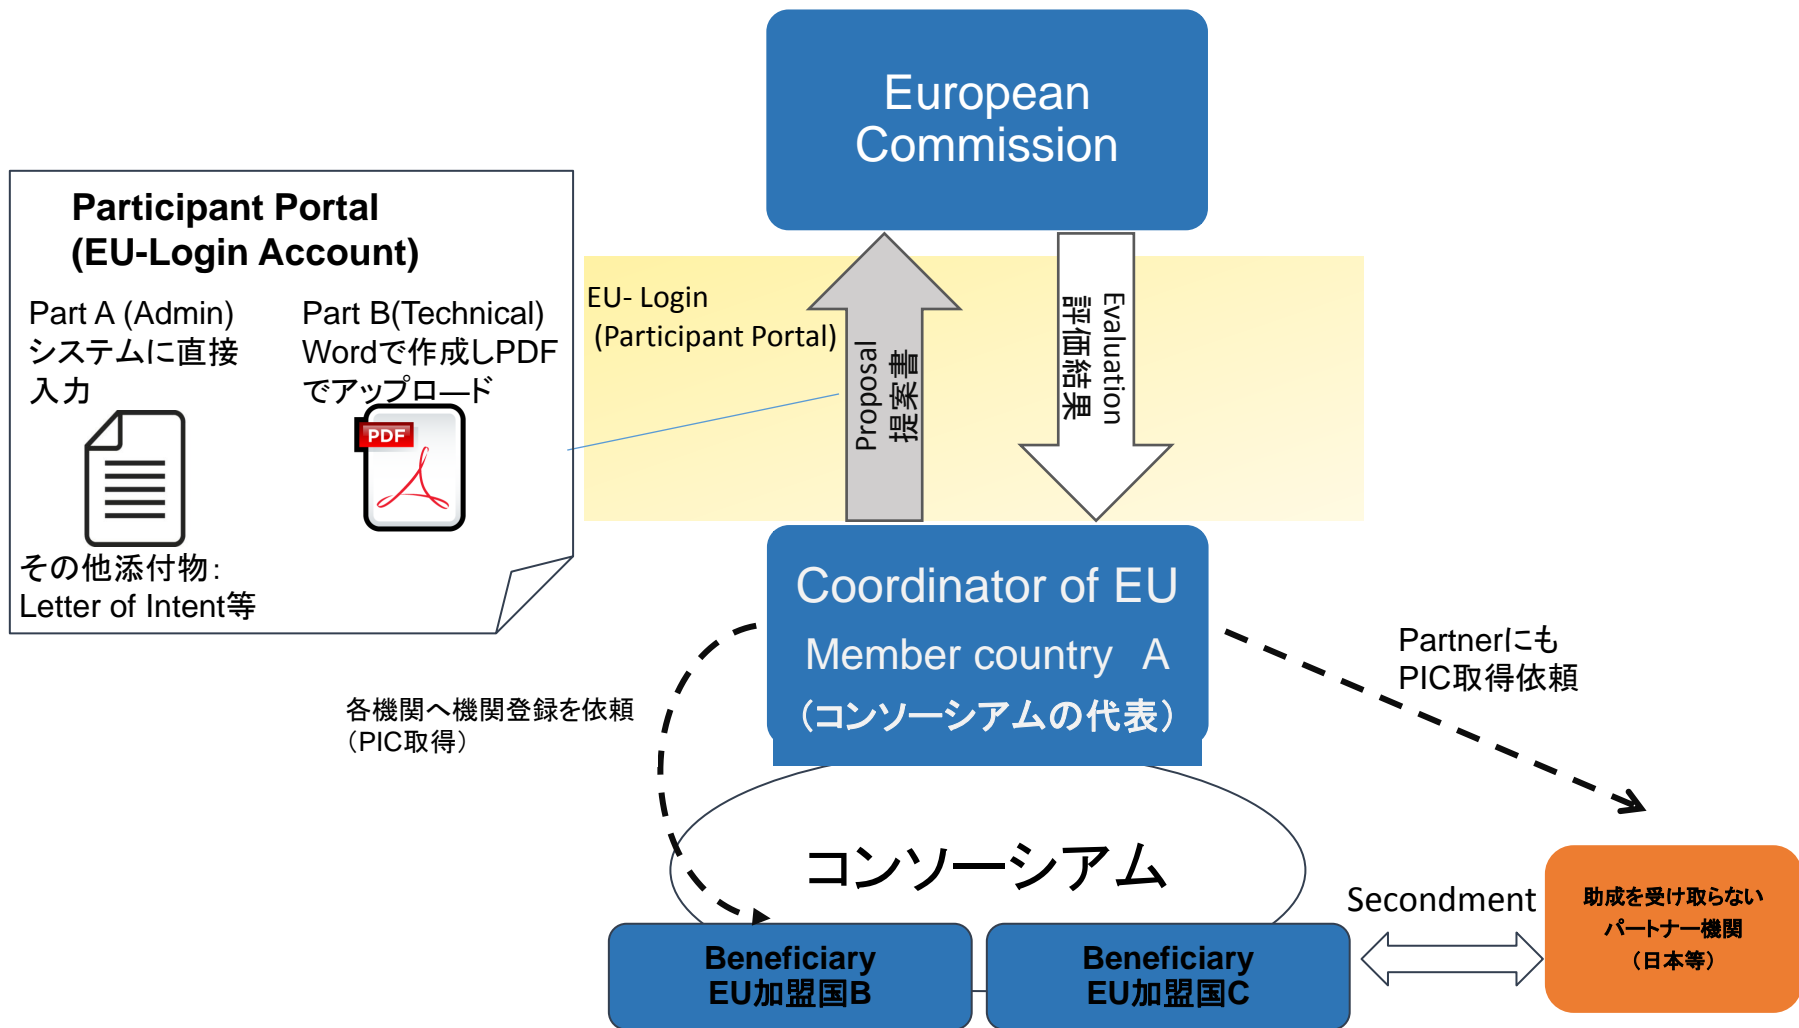 European
Commission
Participant Portal
(EU-Login Account)
Part A (Admin)
システムに直接
入力
Part B(Technical)
Wordで作成しPDF
でアップロード
PDF
その他添付物：
Letter of Intent等
EU- Login
(Participant Portal)
Proposal
提案書
Evaluation
評価結果
Coordinator of EU
Member country A
（コンソーシアムの代表）
各機関へ機関登録を依頼
（PIC取得）
Partnerにも
PIC取得依頼
コンソーシアム
Beneficiary
EU加盟国B
Beneficiary
EU加盟国C
Secondment
助成を受け取らない
パートナー機関
（日本等）